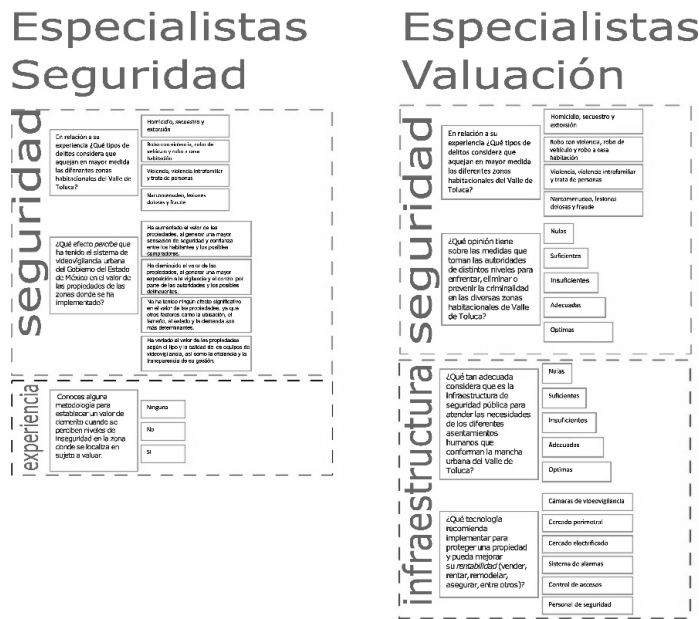 Especialistas
Seguridad
seguridad
En relación a su
experiencia ¿Qué tipos de
delitos considera que
aquejan en mayor medida
las diferentes zonas
habitacionales del Valle de
Toluca?
Homicidio, secuestro y
extorsión
Robo con violencia, robo de
vehículo y robo a casa
habitación
Violencia, violencia intrafamiliar
y trata de personas
Narcomenudeo, lesiones
dolosas y fraude
¿Qué efecto percibe que
ha tenido el sistema de
videovigilancia urbana
del Gobierno del Estado
de México en el valor de
las propiedades de las
zonas donde se ha
implementado?
Ha aumentado el valor de las
propiedades, al generar una mayor
sensación de seguridad y confianza
entre los habitantes y los posibles
compradores.
Ha disminuido el valor de las
propiedades, al generar una mayor
exposición a la vigilancia y el control por
parte de las autoridades y los posibles
delincuentes.
No ha tenido ningún efecto significativo
en el valor de las propiedades, ya que
otros factores como la ubicación, el
tamaño, el estado y la demanda son
más determinantes.
Ha variado el valor de las propiedades
según el tipo y la calidad de los equipos de
videovigilancia, así como la eficiencia y la
transparencia de su gestión.
experiencia
Conoces alguna
metodología para
establecer un valor de
demerito cuando se
perciben niveles de
inseguridad en la zona
donde se localiza en
sujeto a valuar.
Ninguna
No
Si
Especialistas
Valuación
seguridad
En relación a su
experiencia ¿Qué tipos de
delitos considera que
aquejan en mayor medida
las diferentes zonas
habitacionales del Valle de
Toluca?
Homicidio, secuestro y
extorsión
Robo con violencia, robo de
vehículo y robo a casa
habitación
Violencia, violencia intrafamiliar
y trata de personas
Narcomenudeo, lesiones
dolosas y fraude
¿Qué opinión tiene
sobre las medidas que
toman las autoridades
de distintos niveles para
enfrentar, eliminar o
prevenir la criminalidad
en las diversas zonas
habitacionales de Valle
de Toluca?
Nulas
Suficientes
Insuficientes
Adecuadas
Optimas
infraestructura
¿Qué tan adecuada
considera que es la
Infraestructura de
seguridad pública para
atender las necesidades
de los diferentes
asentamientos
humanos que
conforman la mancha
urbana del Valle de
Toluca?
Nulas
Suficientes
Insuficientes
Adecuadas
Optimas
¿Qué tecnología
recomienda
implementar para
proteger una propiedad
y pueda mejorar
su rentabilidad (vender,
rentar, remodelar,
asegurar, entre otros)?
Cámaras de videovigilancia
Cercado perimetral
Cercado electrificado
Sistema de alarmas
Control de accesos
Personal de seguridad